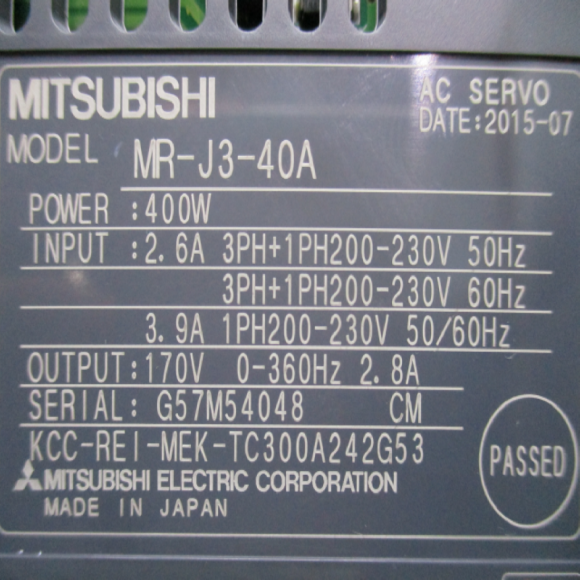 MITSUBISHI
AC SERVO
DATE:2015-07
MODEL MR-J3-40A
POWER :400W
INPUT :2.6A 3PH+1PH200-230V 50Hz
3PH+1PH200-230V 60Hz
3.9A 1PH200-230V 50/60Hz
OUTPUT:170V 0-360Hz 2.8A
SERIAL: G57M54048 CM
KCC-REI-MEK-TC300A242G53
PASSED
MITSUBISHI ELECTRIC CORPORATION
MADE IN JAPAN